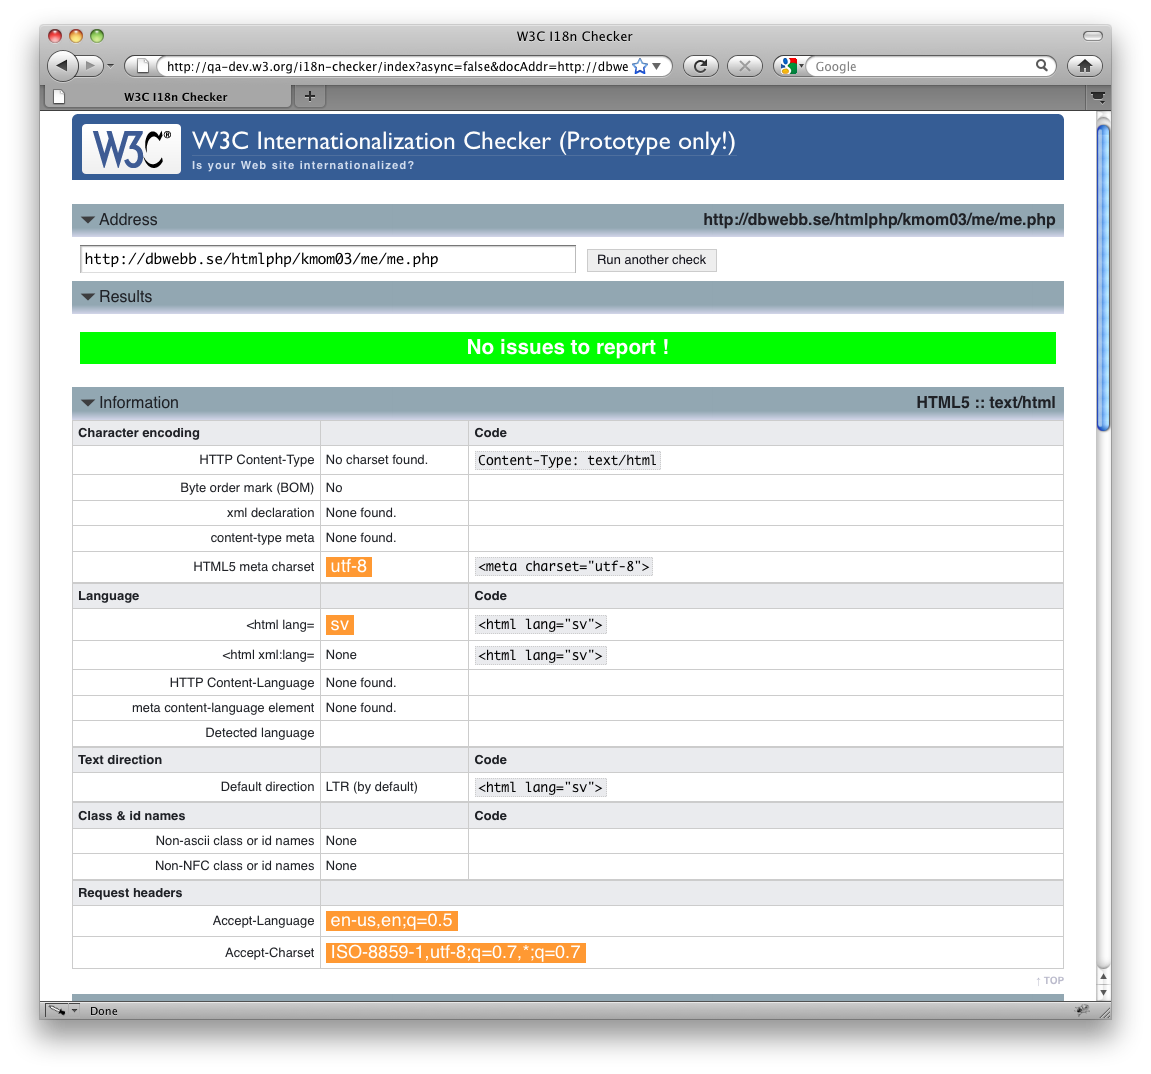 W3C I18n Checker
http://qa-dev.w3.org/i18n-checker/index?async=false&docAddr=http://dbwe
Google
W3C I18n Checker
+
W3C®
W3C Internationalization Checker (Prototype only!)
Is your Web site internationalized?
Address http://dbwebb.se/htmlphp/kmom03/me/me.php
http://dbwebb.se/htmlphp/kmom03/me/me.php Run another check
Results
No issues to report !
Information HTML5 :: text/html
Character encoding Code
HTTP Content-Type No charset found. Content-Type: text/html
Byte order mark (BOM) No
xml declaration None found.
content-type meta None found.
HTML5 meta charset utf-8 <meta charset="utf-8">
Language Code
<html lang= sv <html lang="sv">
<html xml:lang= None <html lang="sv">
HTTP Content-Language None found.
meta content-language element None found.
Detected language
Text direction Code
Default direction LTR (by default) <html lang="sv">
Class & id names Code
Non-ascii class or id names None
Non-NFC class or id names None
Request headers
Accept-Language en-us,en;q=0.5
Accept-Charset ISO-8859-1,utf-8;q=0.7,*;q=0.7
↑ TOP
Done